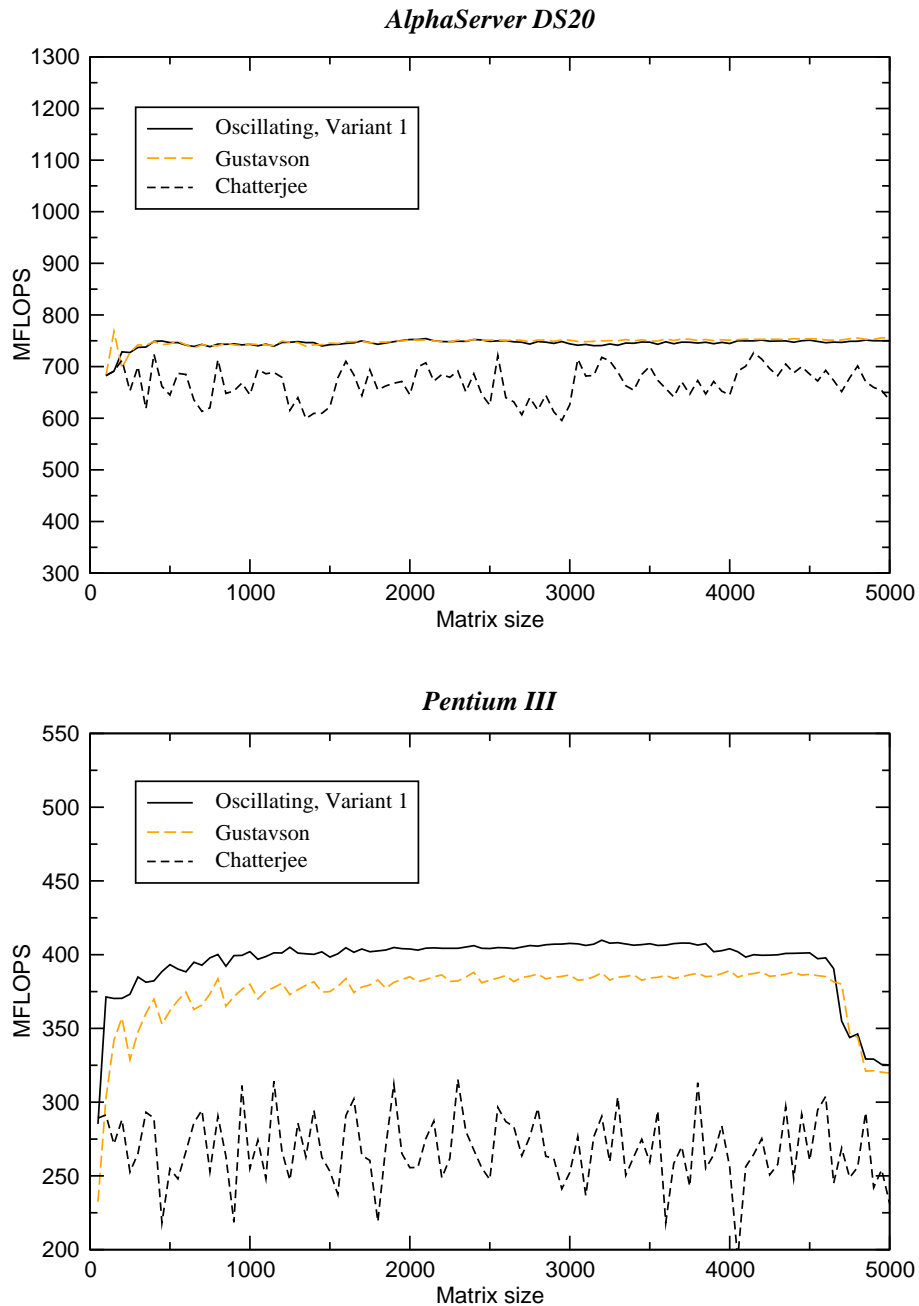 AlphaServer DS20
1300
1200
1100
1000
900
800
700
600
500
400
300
MFLOPS
Oscillating, Variant 1
Gustavson
Chatterjee
0 1000 2000 3000 4000 5000
Matrix size
Pentium III
550
500
450
400
350
300
250
200
MFLOPS
Oscillating, Variant 1
Gustavson
Chatterjee
0 1000 2000 3000 4000 5000
Matrix size